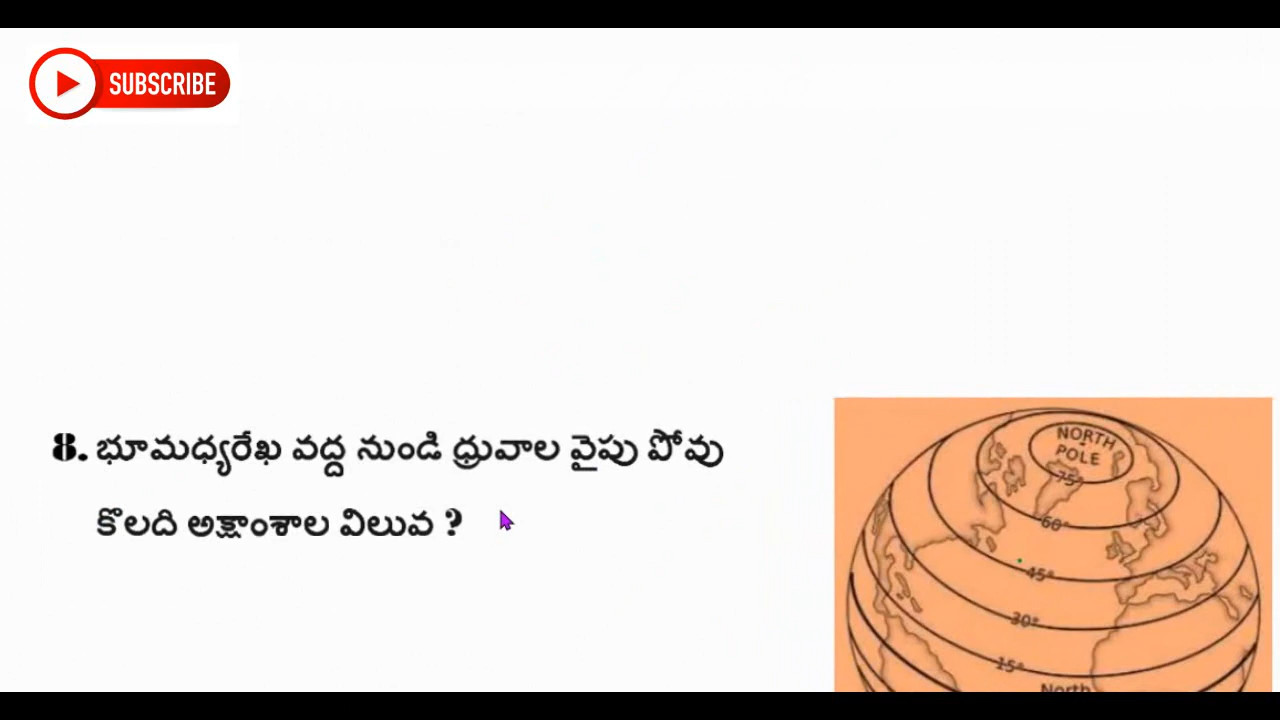 SUBSCRIBE
8. భూమధ్యరేఖ వద్ద నుండి ధ్రువాల వైపు పోవు
కొలది అక్షాంశాల విలువ ?
NORTH
POLE
75°
60°
45°
30°
15°
North